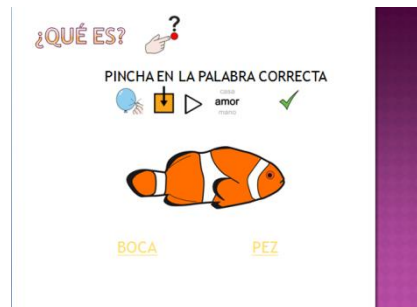 ¿QUÉ ES?
?
PINCHA EN LA PALABRA CORRECTA
casa
amor
mano
BOCA PEZ